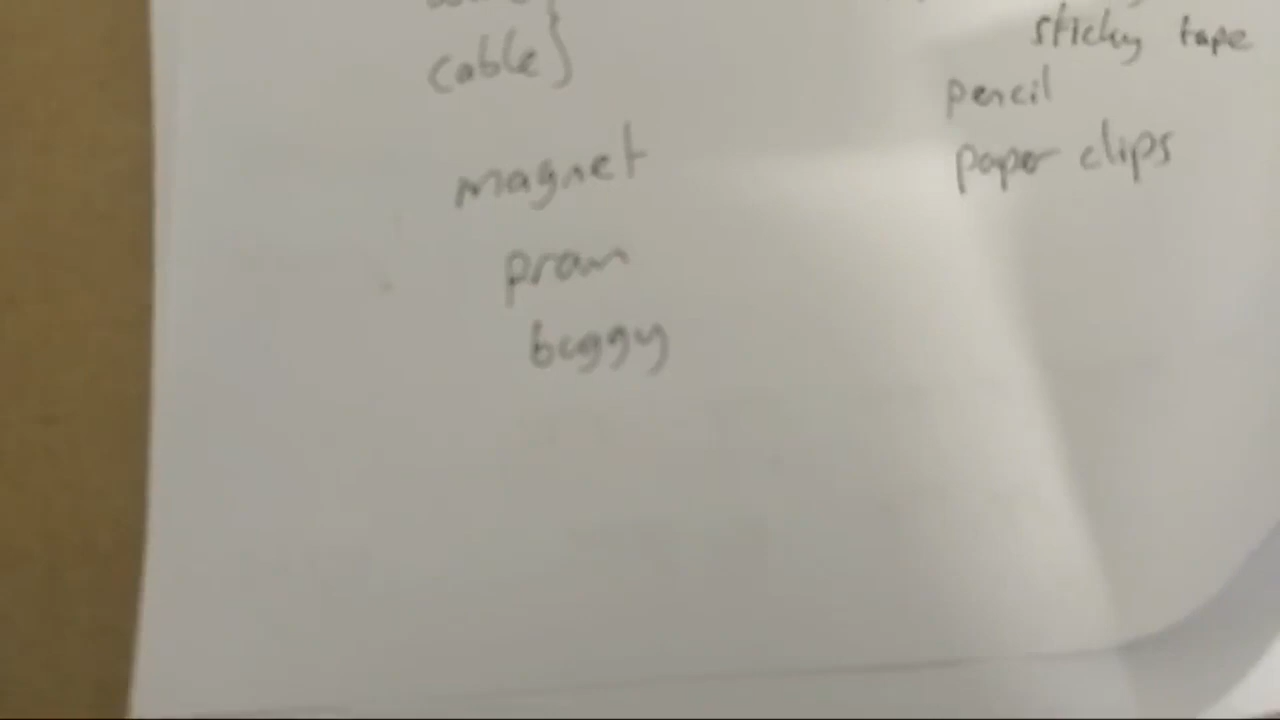 cable}
magnet
pram
buggy
sticky tape
pencil
paper clips